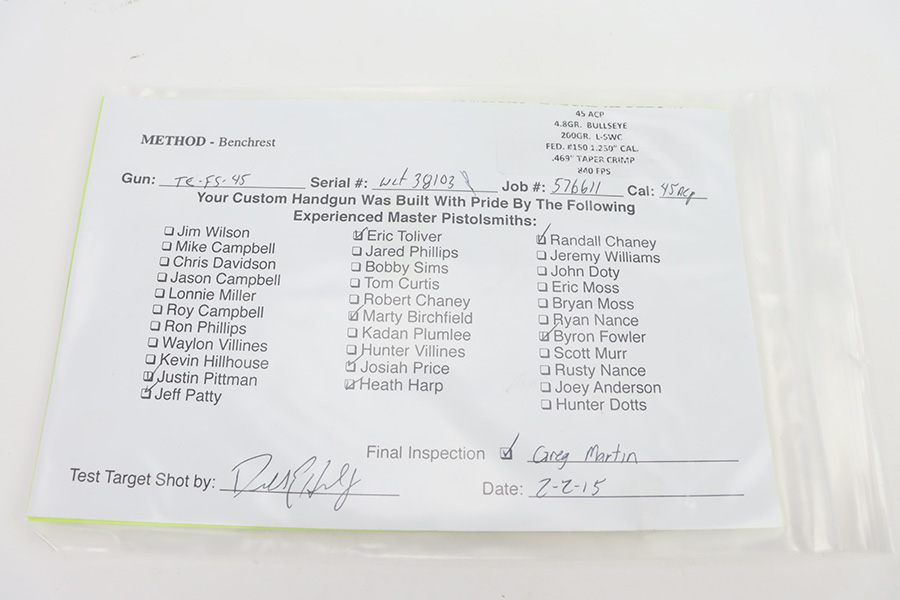 45 ACP
4.8GR. BULLSEYE
200GR. L-SWC
FED. #150 1.250" CAL.
.469" TAPER CRIMP
840 FPS
METHOD - Benchrest
Gun: TE-FS-45 Serial #: WCT 38103 Job #: 576611 Cal: 45 ACP
Your Custom Handgun Was Built With Pride By The Following
Experienced Master Pistolsmiths:
Jim Wilson
Mike Campbell
Chris Davidson
Jason Campbell
Lonnie Miller
Roy Campbell
Ron Phillips
Waylon Villines
Kevin Hillhouse
Justin Pittman
Jeff Patty
Eric Toliver
Jared Phillips
Bobby Sims
Tom Curtis
Robert Chaney
Marty Birchfield
Kadan Plumlee
Hunter Villines
Josiah Price
Heath Harp
Randall Chaney
Jeremy Williams
John Doty
Eric Moss
Bryan Moss
Ryan Nance
Byron Fowler
Scott Murr
Rusty Nance
Joey Anderson
Hunter Dotts
Final Inspection Greg Martin
Test Target Shot by:
Date: 2-2-15